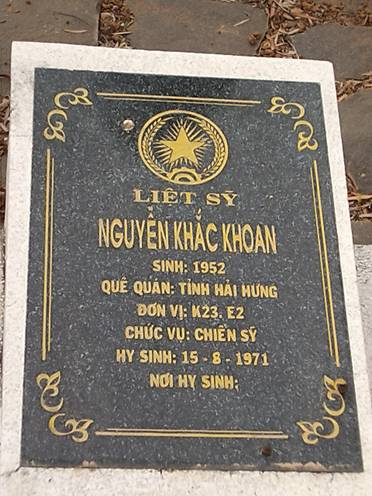 LIỆT SỸ
NGUYỄN KHẮC KHOAN
SINH: 1952
QUÊ QUÁN: TỈNH HẢI HƯNG
ĐƠN VỊ: K23, E2
CHỨC VỤ: CHIẾN SỸ
HY SINH: 15 - 8 - 1971
NƠI HY SINH: